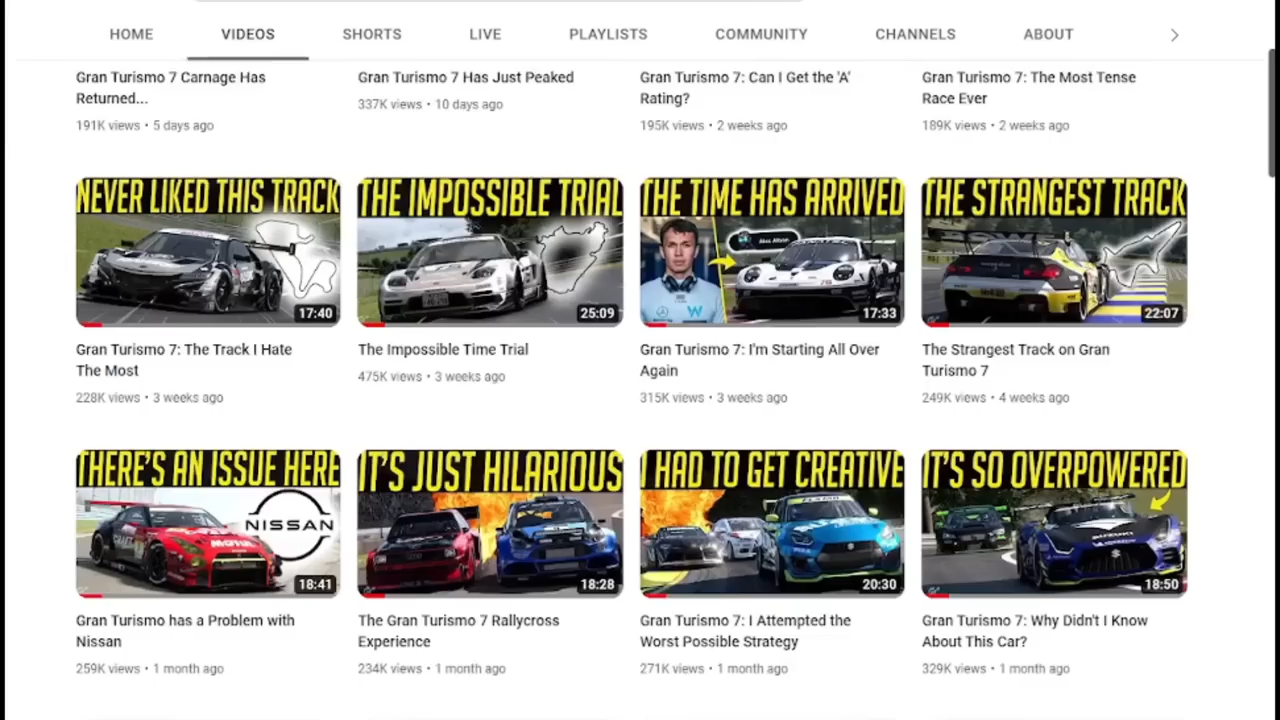 HOME VIDEOS SHORTS LIVE PLAYLISTS COMMUNITY CHANNELS ABOUT
Gran Turismo 7 Carnage Has
Returned...
191K views • 5 days ago
Gran Turismo 7 Has Just Peaked
337K views • 10 days ago
Gran Turismo 7: Can I Get the 'A'
Rating?
195K views • 2 weeks ago
Gran Turismo 7: The Most Tense
Race Ever
189K views • 2 weeks ago
NEVER LIKED THIS TRACK
17:40
Gran Turismo 7: The Track I Hate
The Most
228K views • 3 weeks ago
THE IMPOSSIBLE TRIAL
25:09
The Impossible Time Trial
475K views • 3 weeks ago
THE TIME HAS ARRIVED
Alex Albon
17:33
Gran Turismo 7: I'm Starting All Over
Again
315K views • 3 weeks ago
THE STRANGEST TRACK
22:07
The Strangest Track on Gran
Turismo 7
249K views • 4 weeks ago
THERE'S AN ISSUE HERE
NISSAN
MOTUL
18:41
Gran Turismo has a Problem with
Nissan
259K views • 1 month ago
IT'S JUST HILARIOUS
18:28
The Gran Turismo 7 Rallycross
Experience
234K views • 1 month ago
I HAD TO GET CREATIVE
20:30
Gran Turismo 7: I Attempted the
Worst Possible Strategy
271K views • 1 month ago
IT'S SO OVERPOWERED
18:50
Gran Turismo 7: Why Didn't I Know
About This Car?
329K views • 1 month ago